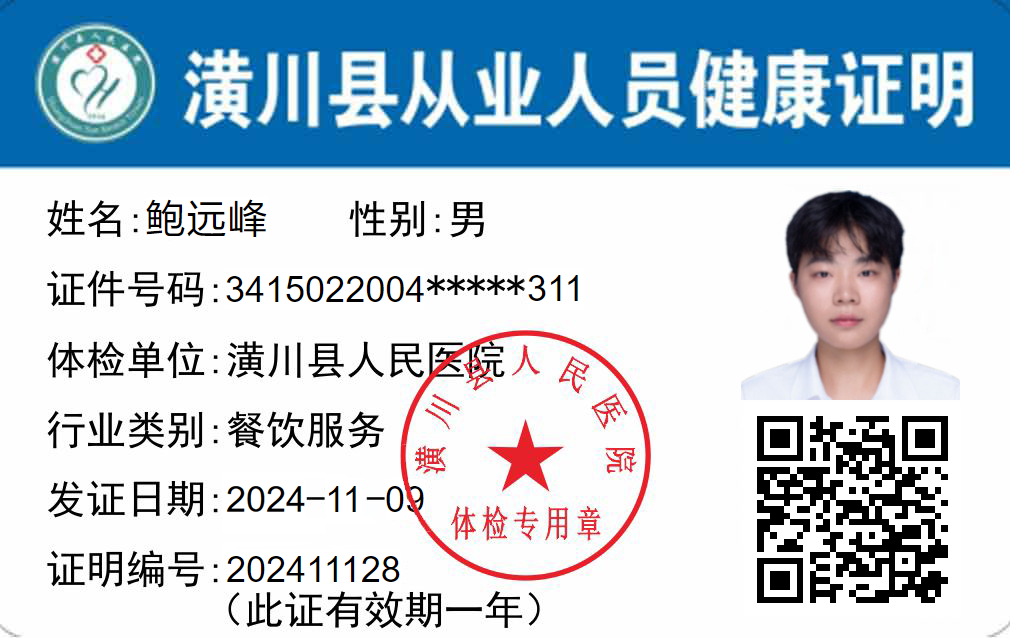 潢川县从业人员健康证明
姓名:鲍远峰 性别:男
证件号码:3415022004*****311
体检单位:潢川县人民医院
行业类别:餐饮服务
发证日期:2024-11-09
证明编号:202411128
(此证有效期一年)
潢川县人民医院
体检专用章